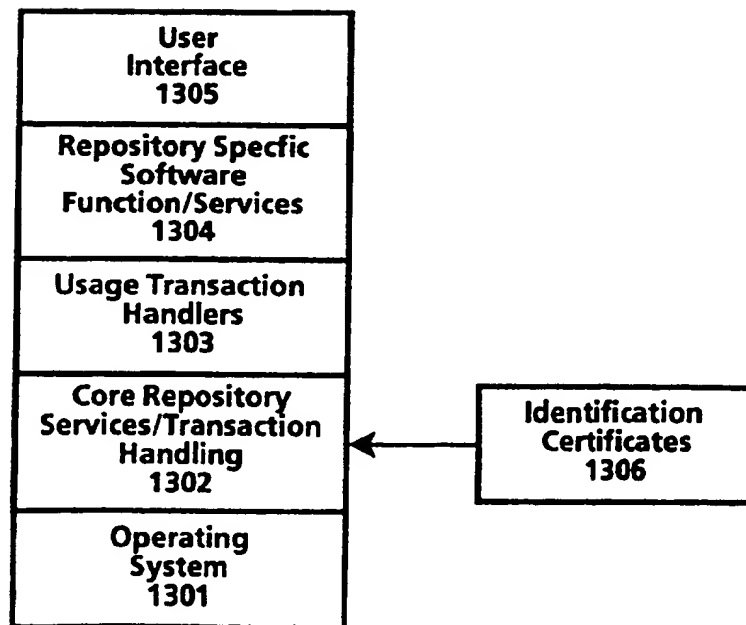 User
Interface
1305
Repository Specfic
Software
Function/Services
1304
Usage Transaction
Handlers
1303
Core Repository
Services/Transaction
Handling
1302
Identification
Certificates
1306
Operating
System
1301